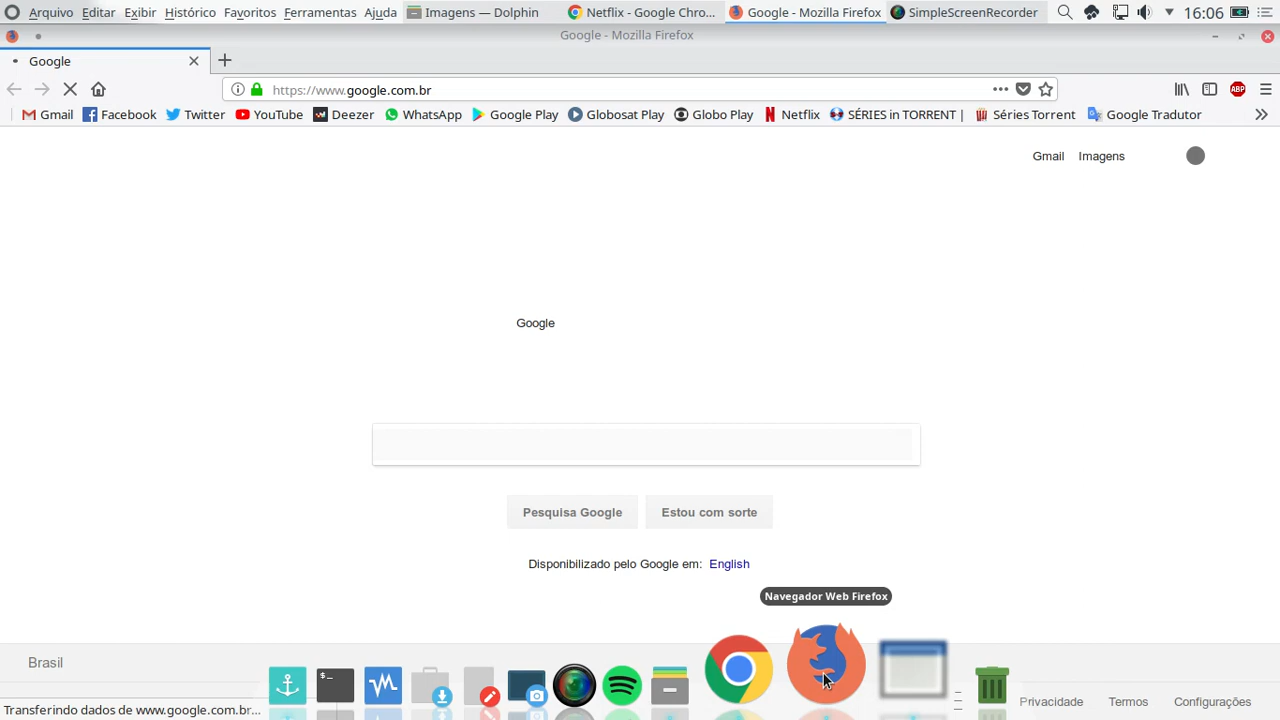 Arquivo Editar Exibir Histórico Favoritos Ferramentas Ajuda Imagens — Dolphin Netflix - Google Chro... Google - Mozilla Firefox SimpleScreenRecorder 16:06
Google - Mozilla Firefox
Google
https://www.google.com.br
Gmail Facebook Twitter YouTube Deezer WhatsApp Google Play Globosat Play Globo Play Netflix SÉRIES in TORRENT | Séries Torrent Google Tradutor
Gmail Imagens
Google
Pesquisa Google Estou com sorte
Disponibilizado pelo Google em: English
Navegador Web Firefox
Brasil
Transferindo dados de www.google.com.br... Privacidade Termos Configurações